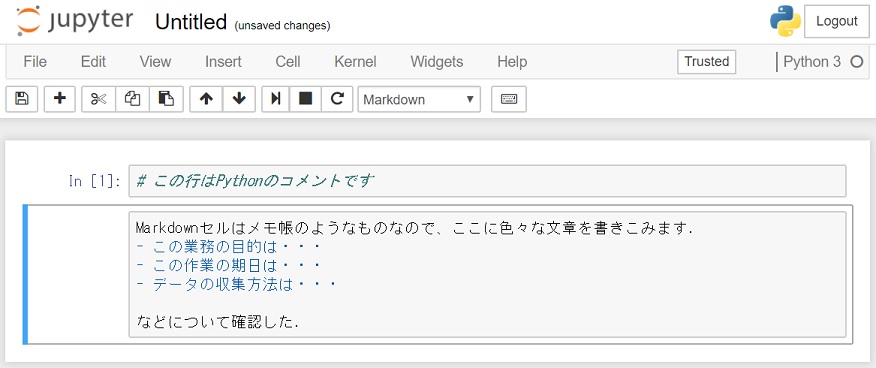 jupyter Untitled (unsaved changes) Logout
File Edit View Insert Cell Kernel Widgets Help Trusted Python 3
Markdown
In [1]: # この行はPythonのコメントです
Markdownセルはメモ帳のようなものなので、ここに色々な文章を書きこみます.
- この業務の目的は・・・
- この作業の期日は・・・
- データの収集方法は・・・
などについて確認した.